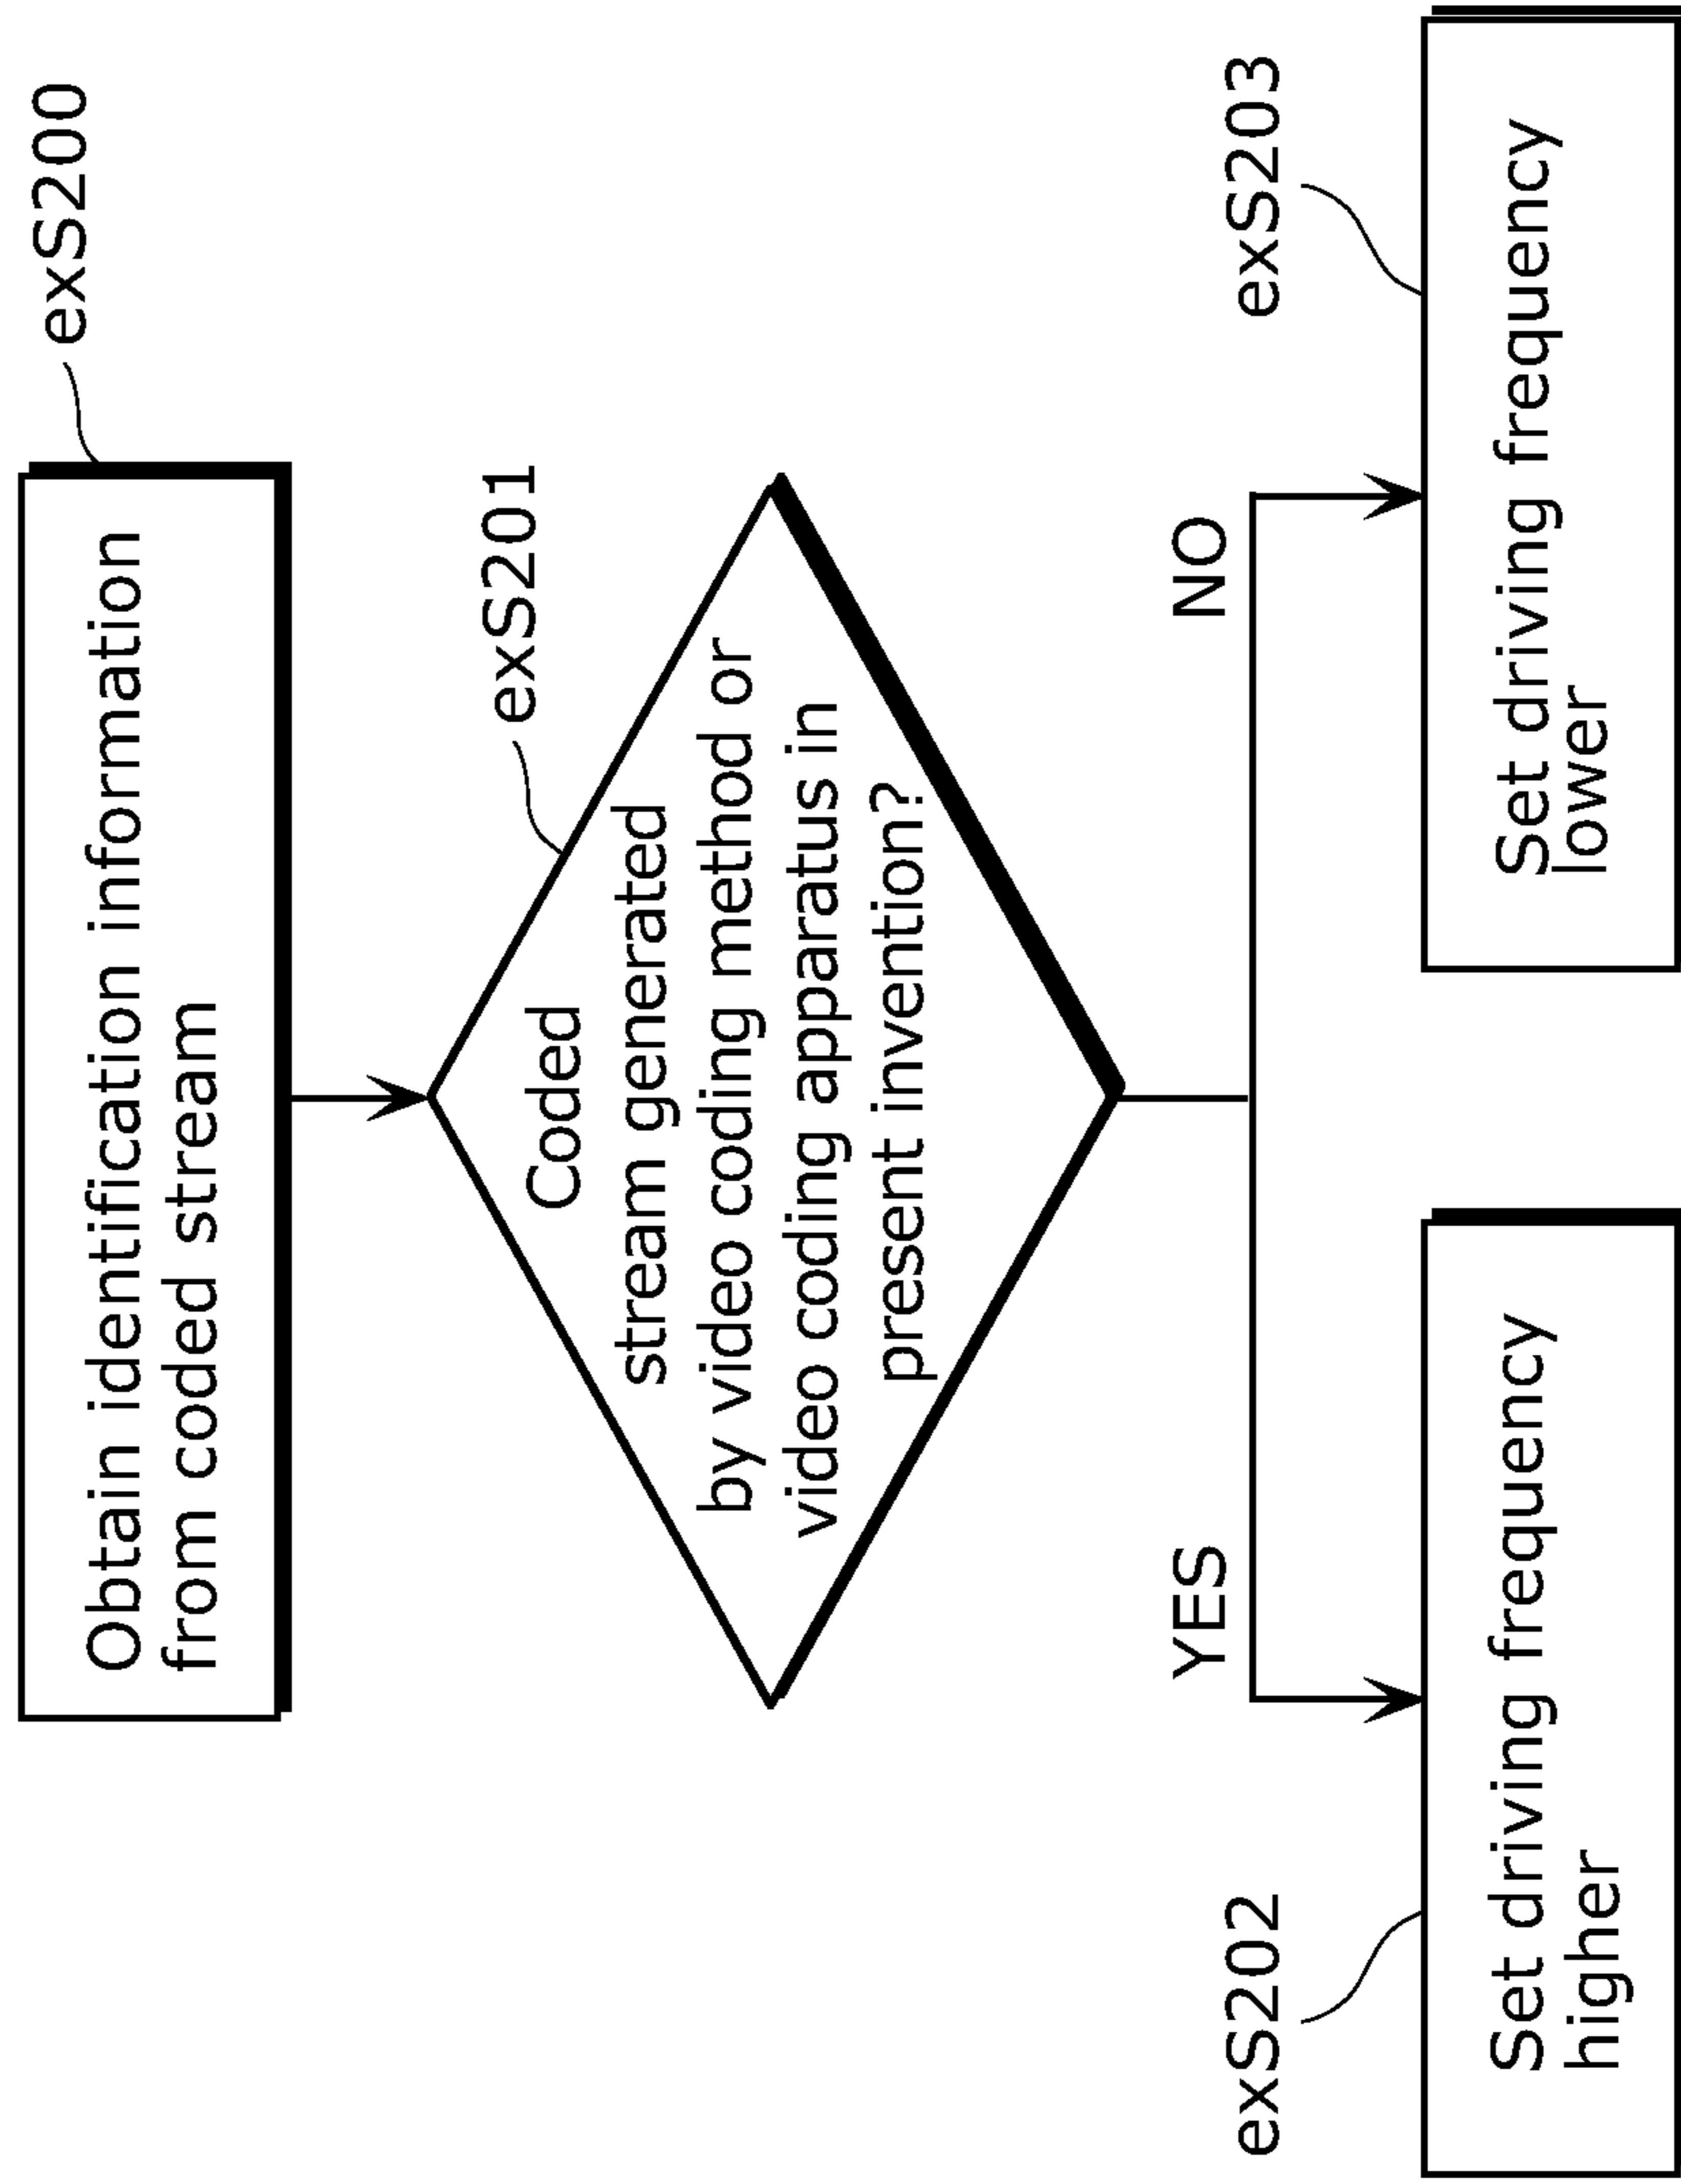 exS200
Obtain identification information
from coded stream
exS201
Coded
stream generated
by video coding method or
video coding apparatus in
present invention?
YES
NO
exS202
exS203
Set driving frequency
higher
Set driving frequency
lower